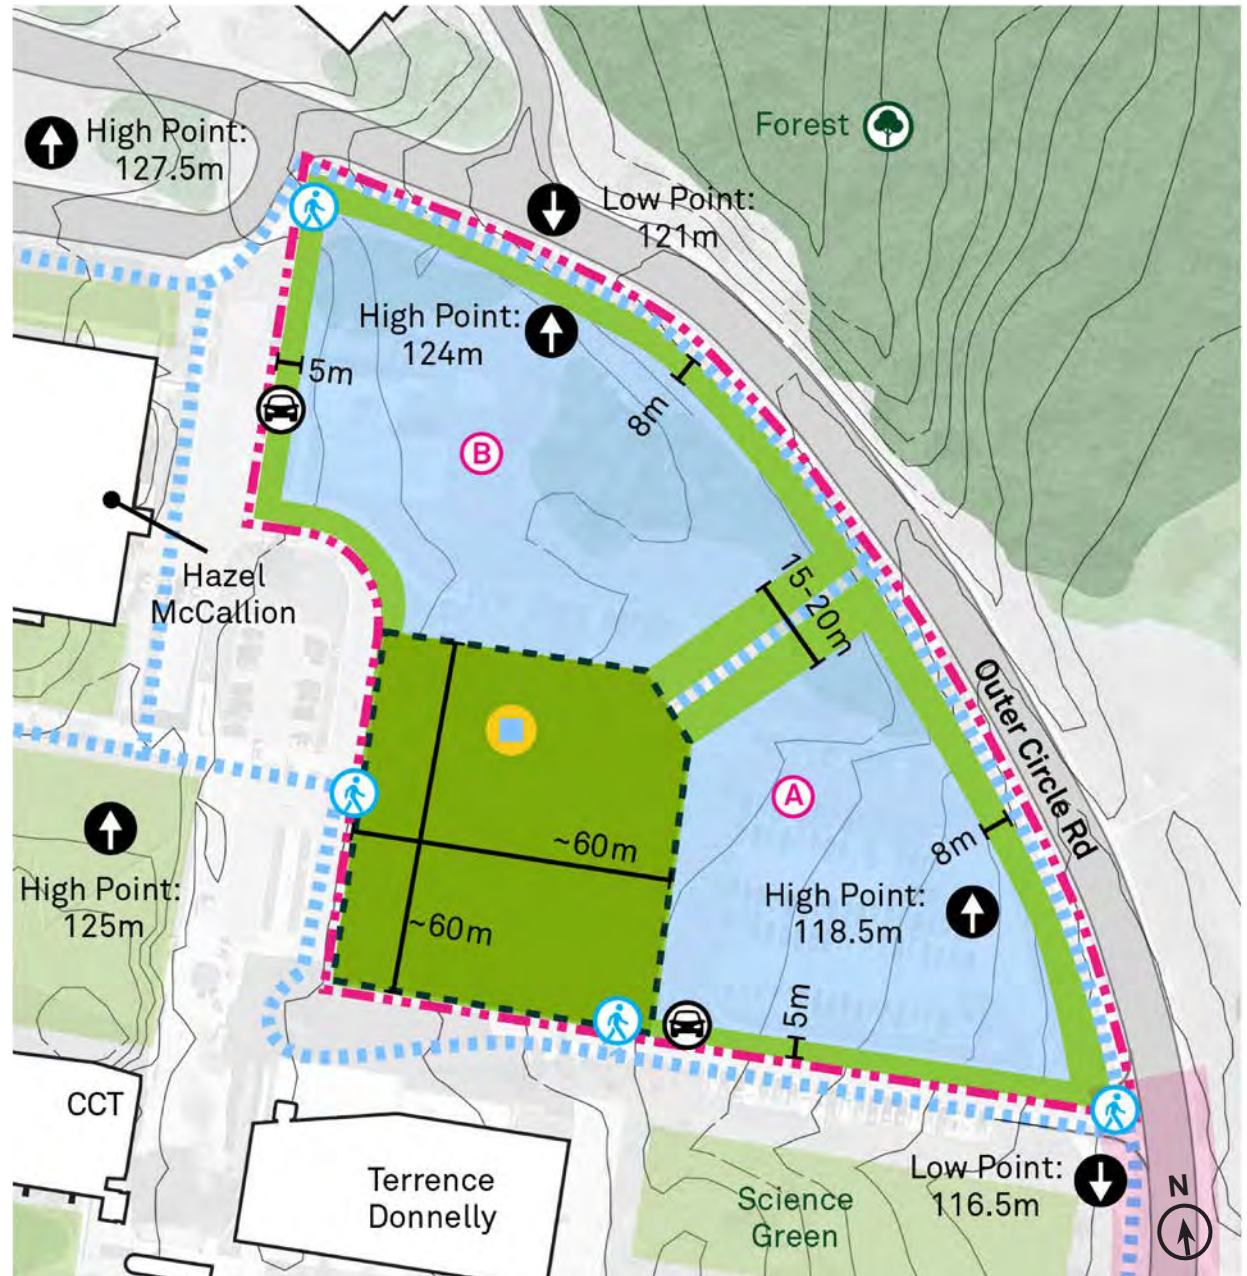 Forest
High Point:
127.5m
Low Point:
121m
High Point:
124m
5m
8m
B
15-20m
Hazel
McCallion
Outer Circle Rd
A
~60m
8m
High Point:
118.5m
High Point:
125m
~60m
5m
CCT
Terrence
Donnelly
Science
Green
Low Point:
116.5m
N